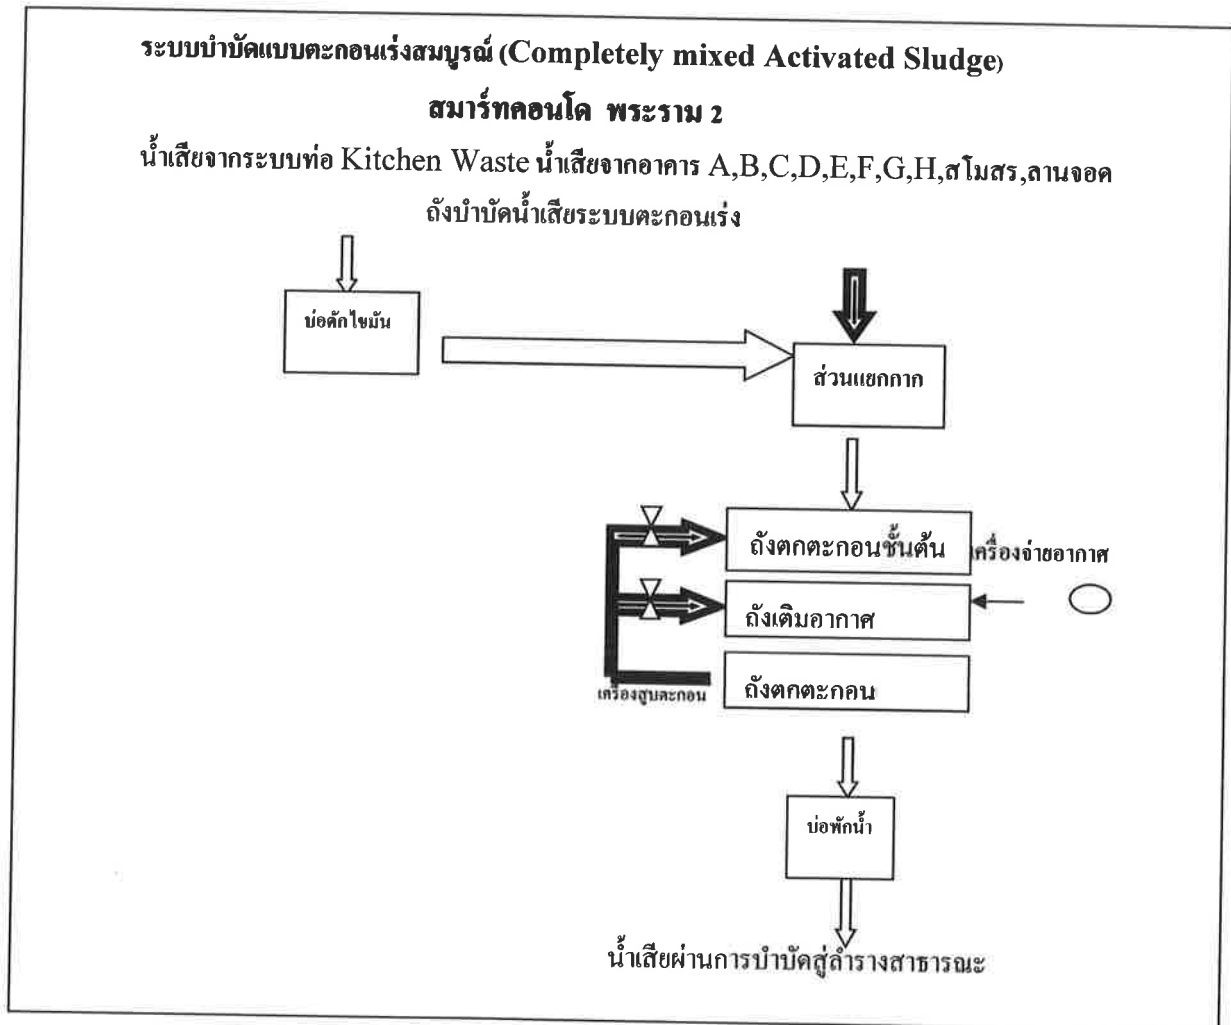 ระบบบำบัดแบบตะกอนเร่งสมบูรณ์ (Completely mixed Activated Sludge)
สมาร์ทคอนโด พระราม 2
น้ำเสียจากระบบท่อ Kitchen Waste น้ำเสียจากอาคาร A,B,C,D,E,F,G,H,สโมสร,ลานจอด
ถังบำบัดน้ำเสียระบบตะกอนเร่ง
บ่อดักไขมัน
ส่วนแยกกาก
ถังตกตะกอนชั้นต้น
เครื่องจ่ายอากาศ
ถังเติมอากาศ
ถังตกตะกอน
เครื่องสูบตะกอน
บ่อพักน้ำ
น้ำเสียผ่านการบำบัดสู่ลำรางสาธารณะ